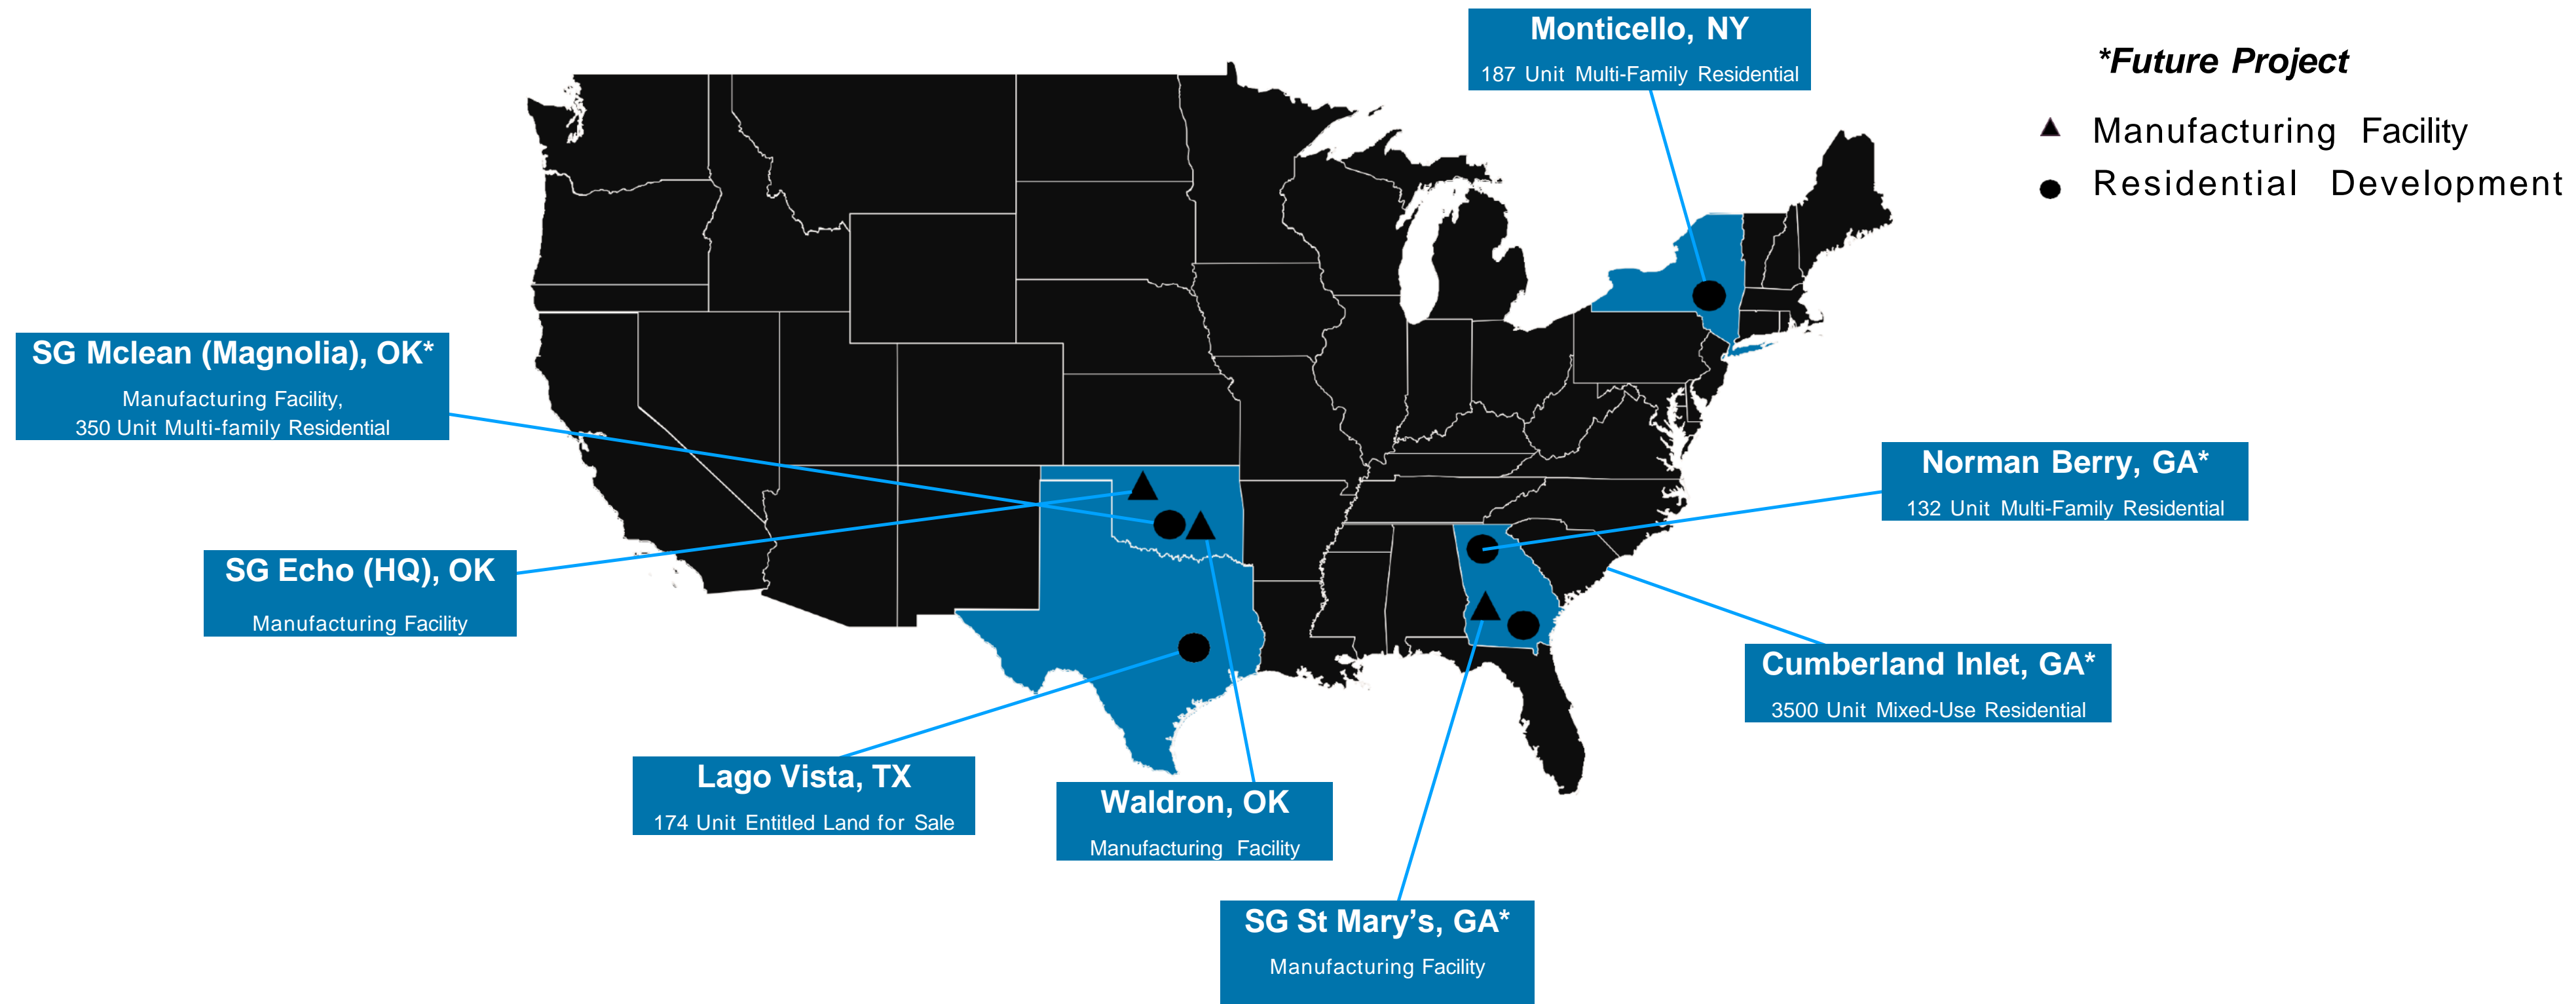 Monticello, NY
187 Unit Multi-Family Residential
*Future Project
Manufacturing Facility
Residential Development
SG Mclean (Magnolia), OK*
Manufacturing Facility,
350 Unit Multi-family Residential
Norman Berry, GA*
132 Unit Multi-Family Residential
SG Echo (HQ), OK
Manufacturing Facility
Cumberland Inlet, GA*
3500 Unit Mixed-Use Residential
Lago Vista, TX
174 Unit Entitled Land for Sale
Waldron, OK
Manufacturing Facility
SG St Mary’s, GA*
Manufacturing Facility